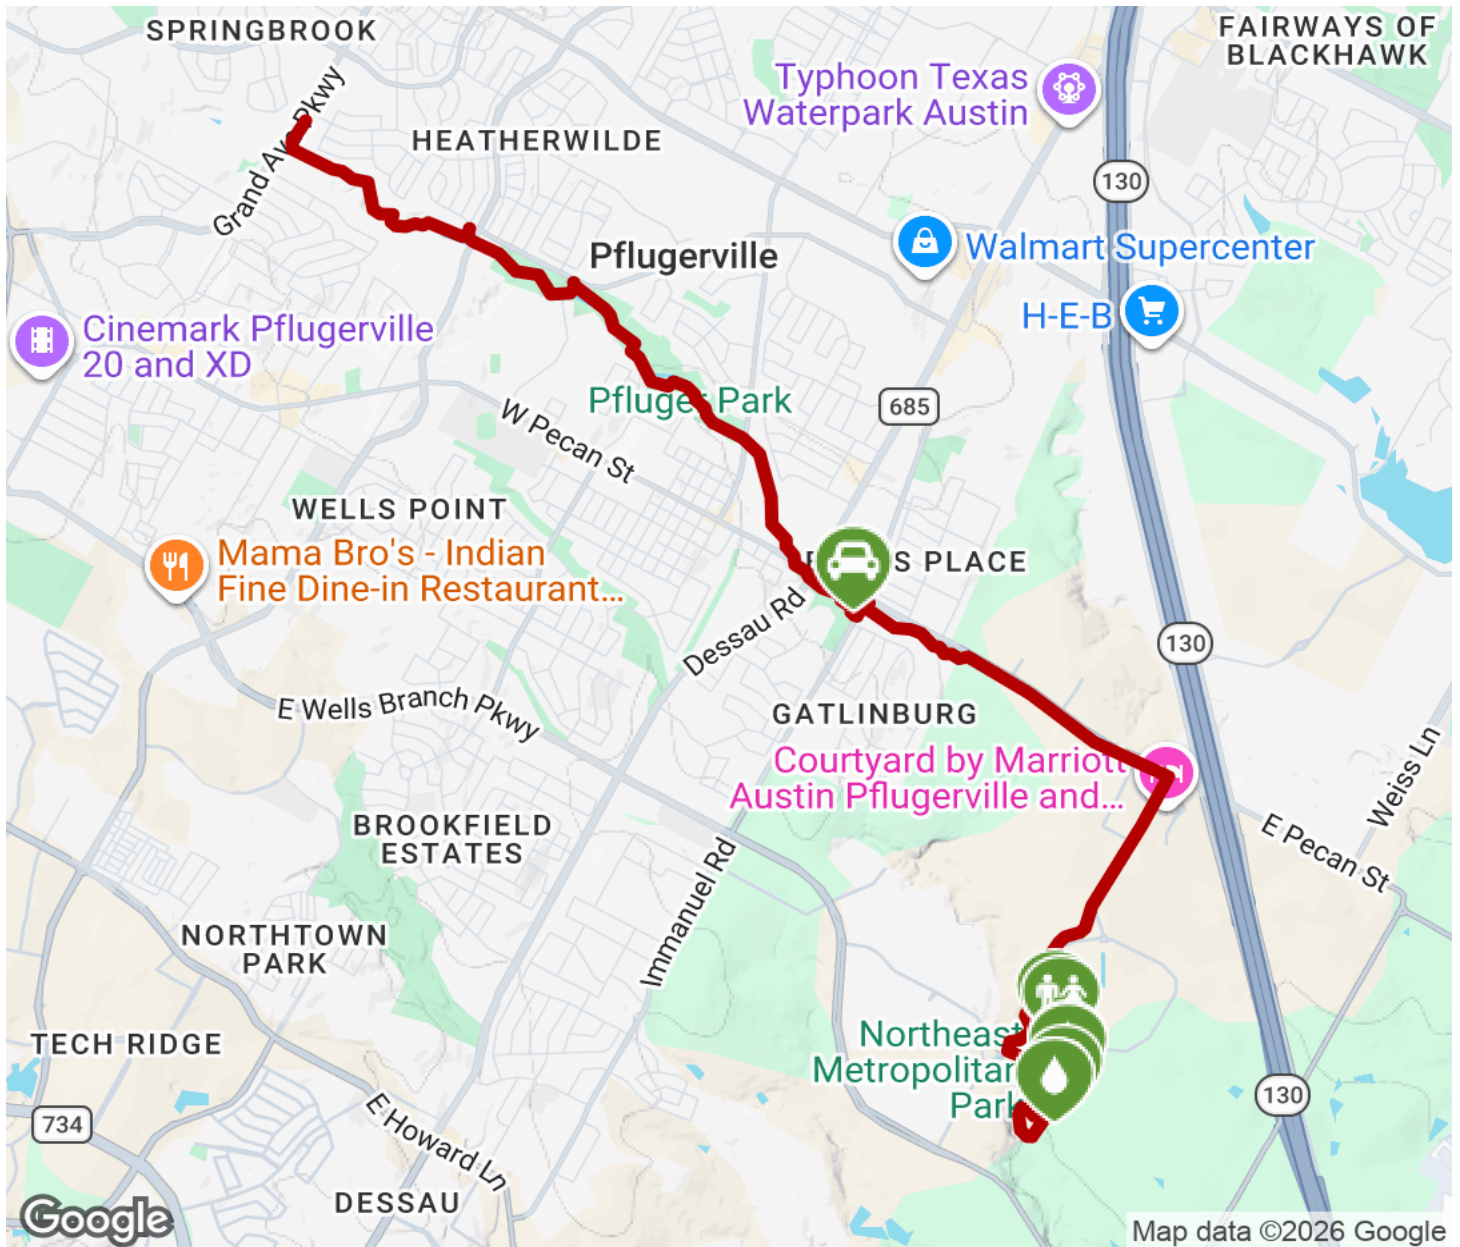 SPRINGBROOK
FAIRWAYS OF
BLACKHAWK
Typhoon Texas
Waterpark Austin
Grand Ave Pkwy
HEATHERWILDE
130
Pflugerville
Walmart Supercenter
H-E-B
Cinemark Pflugerville
20 and XD
Pfluger Park
685
W Pecan St
WELLS POINT
Mama Bro's - Indian
Fine Dine-in Restaurant...
S PLACE
Dessau Rd
130
E Wells Branch Pkwy
GATLINBURG
Courtyard by Marriott
Austin Pflugerville and...
Weiss Ln
E Pecan St
BROOKFIELD
ESTATES
Immanuel Rd
NORTHTOWN
PARK
Northeast
Metropolitan
Park
TECH RIDGE
130
734
E Howard Ln
DESSAU
Google
Map data ©2026 Google